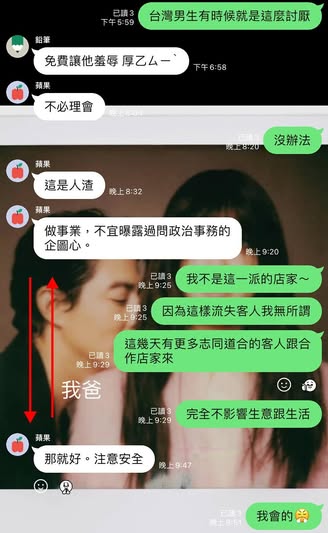 已讀3
下午5:59
台灣男生有時候就是這麼討厭
鉛筆
免費讓他羞辱 厚乙ムㄧˋ
下午6:58
蘋果
不必理會
已讀3
晚上8:20
沒辦法
蘋果
這是人渣
晚上8:32
蘋果
做事業，不宜曝露過問政治事務的
企圖心。
晚上9:20
已讀3
晚上9:25
我不是這一派的店家～
已讀3
晚上9:25
因為這樣流失客人我無所謂
這幾天有更多志同道合的客人跟合
作店家來
已讀3
晚上9:29
我爸
已讀3
晚上9:29
完全不影響生意跟生活
蘋果
那就好。注意安全
晚上9:47
已讀3
晚上9:51
我會的😤